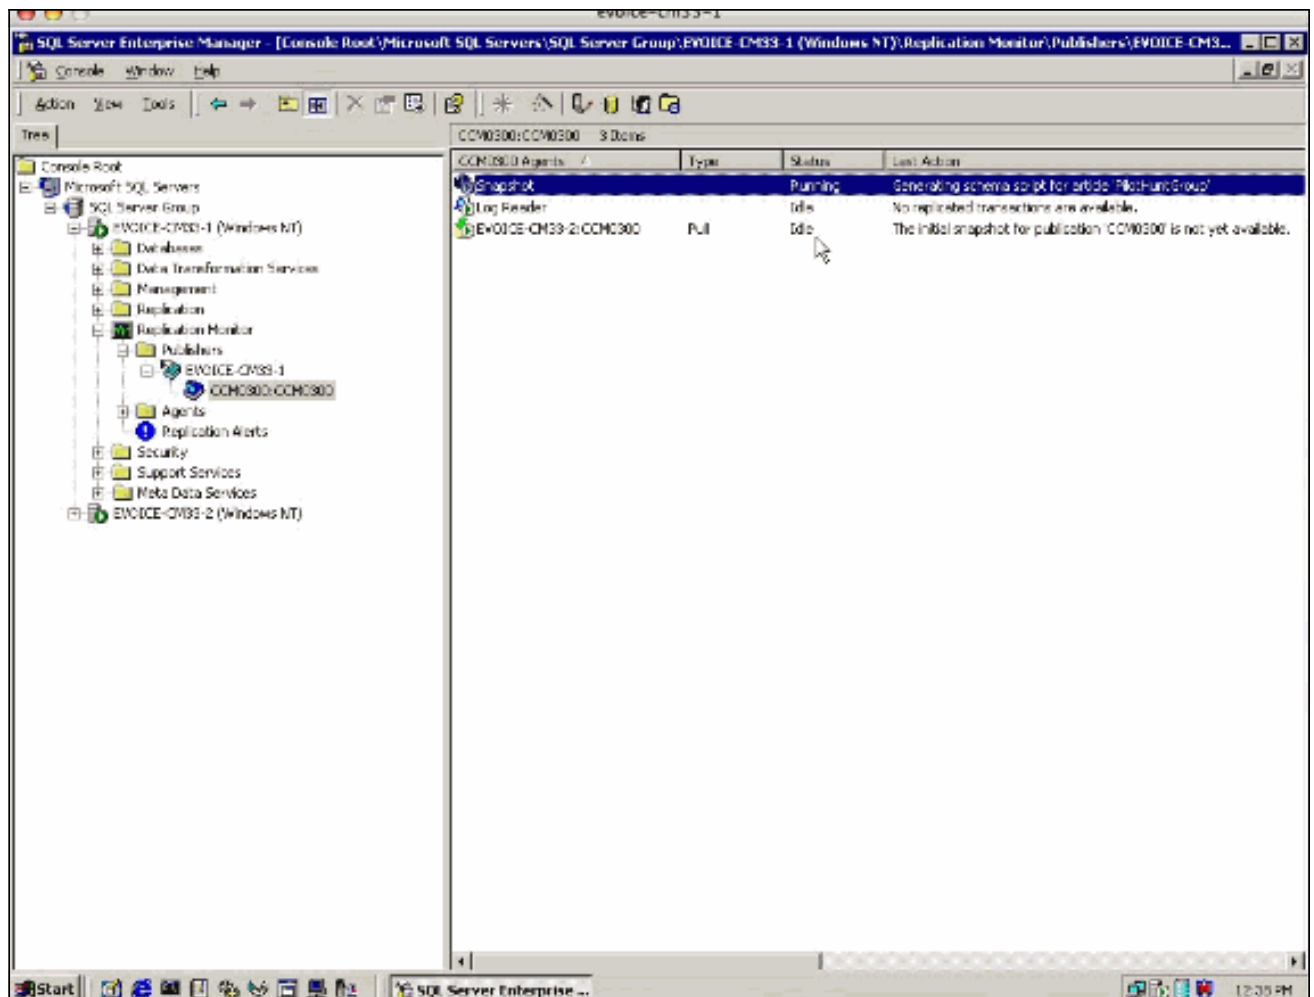 evoice-cm33-1
SQL Server Enterprise Manager - [Console Root\Microsoft SQL Servers\SQL Server Group\EVOICE-CM33-1 (Windows NT)\Replication Monitor\Publishers\EVOICE-CM3...
Console Window Help
Action View Tools
Tree
CCM0300:CCM0300 3 Items
Console Root
Microsoft SQL Servers
SQL Server Group
EVOICE-CM33-1 (Windows NT)
Databases
Data Transformation Services
Management
Replication
Replication Monitor
Publishers
EVOICE-CM33-1
CCM0300:CCM0300
Agents
Replication Alerts
Security
Support Services
Meta Data Services
EVOICE-CM33-2 (Windows NT)
CCM0300 Agents Type Status Last Action
Snapshot Running Generating schema script for article 'PilotHuntGroup'
Log Reader Idle No replicated transactions are available.
EVOICE-CM33-2:CCM0300 Pull Idle The initial snapshot for publication 'CCM0300' is not yet available.
Start SQL Server Enterprise ... PM